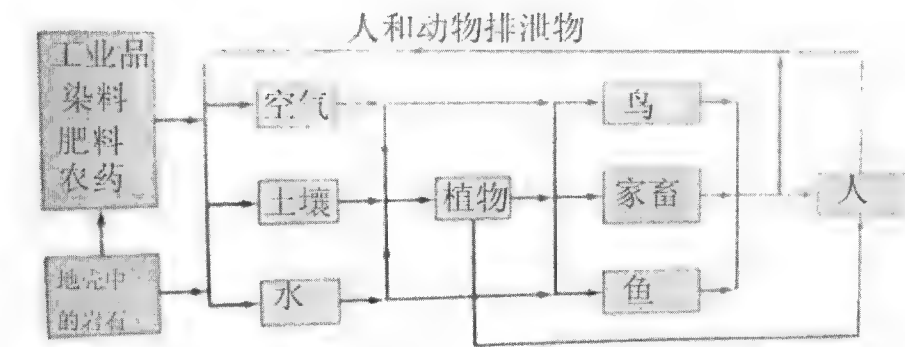 人和动物排泄物
工业品
染料
肥料
农药
空气
土壤
水
植物
鸟
家畜
鱼
人
地壳中
的岩石